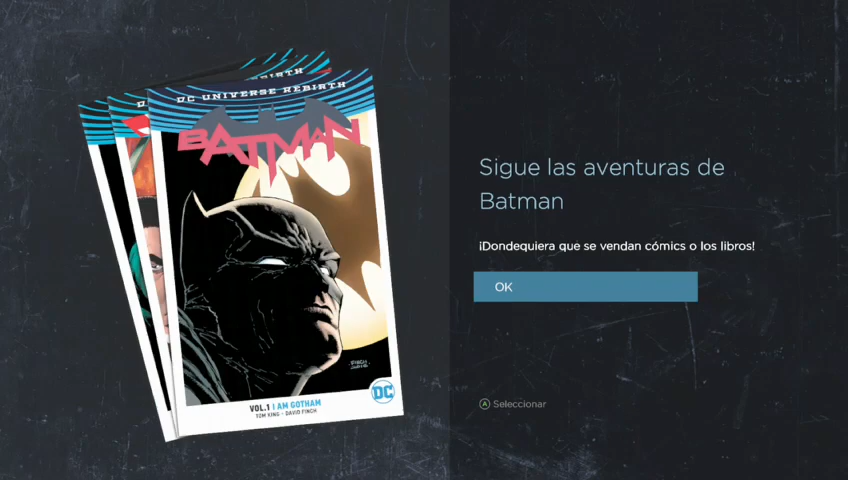 DC UNIVERSE REBIRTH
BATMAN
VOL.1 I AM GOTHAM
TOM KING - DAVID FINCH
DC
Sigue las aventuras de
Batman
¡Dondequiera que se vendan cómics o los libros!
OK
A Seleccionar